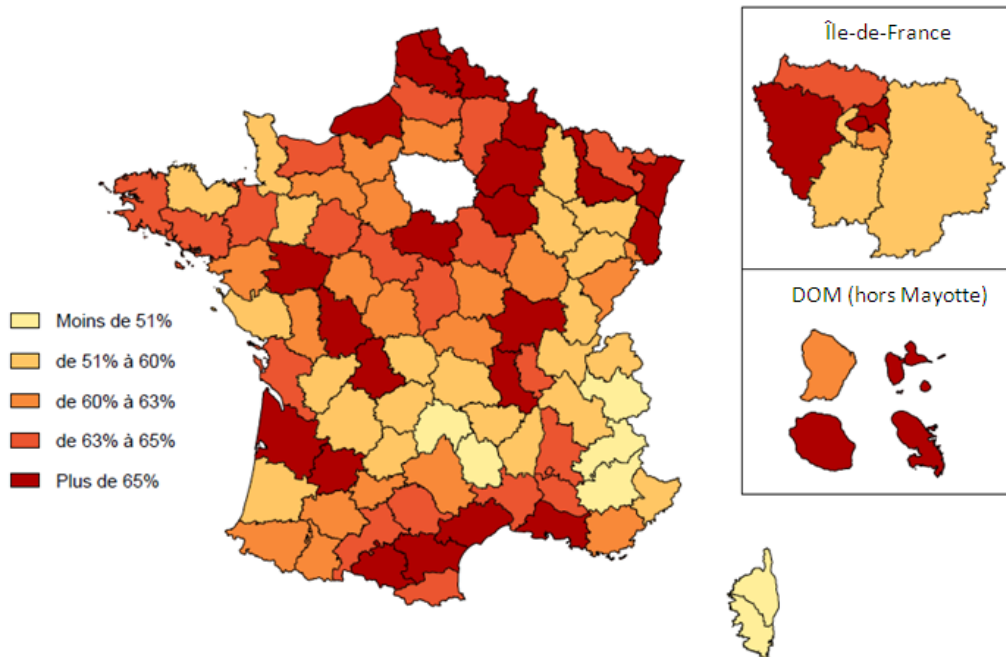 Île-de-France
DOM (hors Mayotte)
Moins de 51%
de 51% à 60%
de 60% à 63%
de 63% à 65%
Plus de 65%